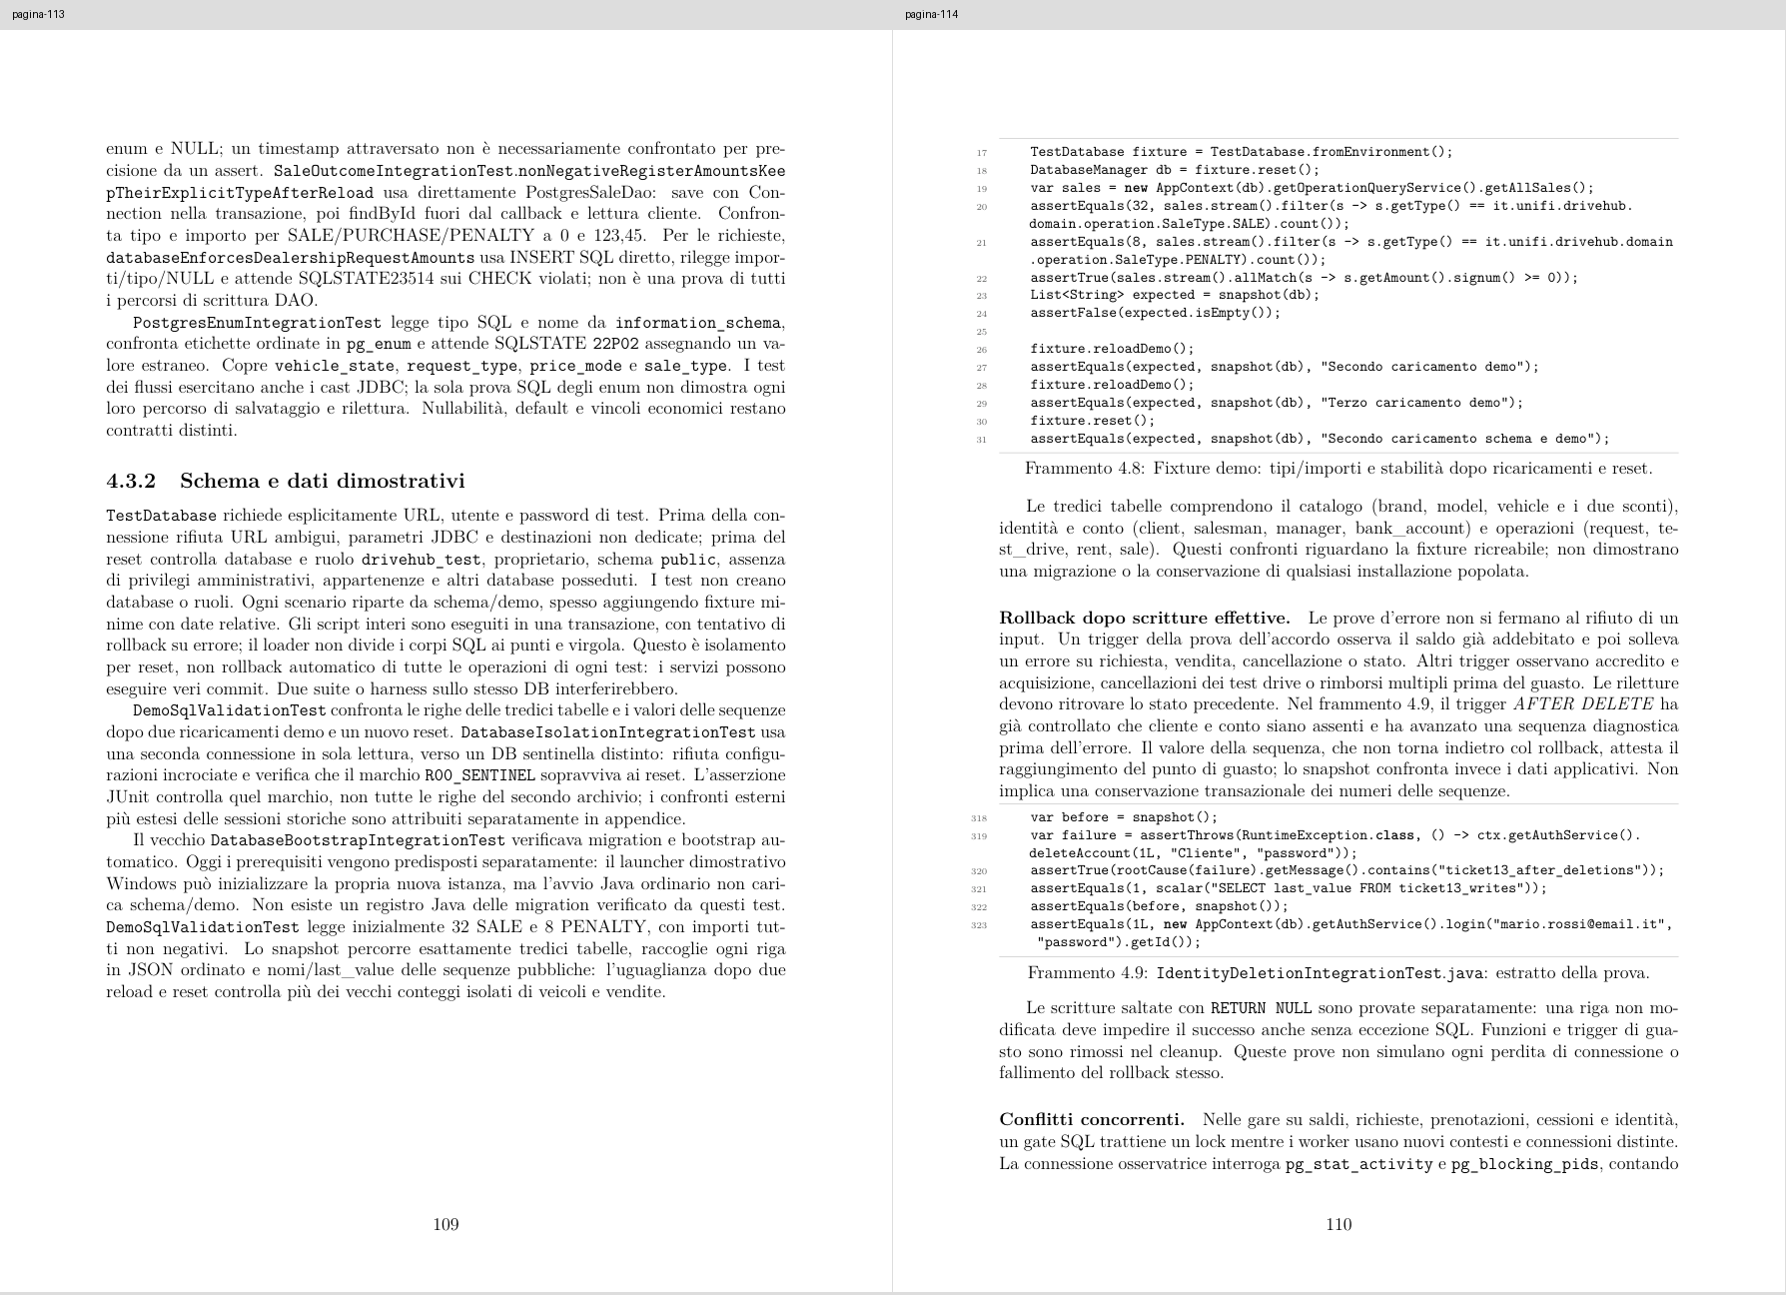 pagina-113
enum e NULL; un timestamp attraversato non è necessariamente confrontato per pre-
cisione da un assert. SaleOutcomeIntegrationTest.nonNegativeRegisterAmountsKee
pTheirExplicitTypeAfterReload usa direttamente PostgresSaleDao: save con Con-
nection nella transazione, poi findById fuori dal callback e lettura cliente. Confron-
ta tipo e importo per SALE/PURCHASE/PENALTY a 0 e 123,45. Per le richieste,
databaseEnforcesDealershipRequestAmounts usa INSERT SQL diretto, rilegge impor-
ti/tipo/NULL e attende SQLSTATE23514 sui CHECK violati; non è una prova di tutti
i percorsi di scrittura DAO.
PostgresEnumIntegrationTest legge tipo SQL e nome da information_schema,
confronta etichette ordinate in pg_enum e attende SQLSTATE 22P02 assegnando un va-
lore estraneo. Copre vehicle_state, request_type, price_mode e sale_type. I test
dei flussi esercitano anche i cast JDBC; la sola prova SQL degli enum non dimostra ogni
loro percorso di salvataggio e rilettura. Nullabilità, default e vincoli economici restano
contratti distinti.
4.3.2 Schema e dati dimostrativi
TestDatabase richiede esplicitamente URL, utente e password di test. Prima della con-
nessione rifiuta URL ambigui, parametri JDBC e destinazioni non dedicate; prima del
reset controlla database e ruolo drivehub_test, proprietario, schema public, assenza
di privilegi amministrativi, appartenenze e altri database posseduti. I test non creano
database o ruoli. Ogni scenario riparte da schema/demo, spesso aggiungendo fixture mi-
nime con date relative. Gli script interi sono eseguiti in una transazione, con tentativo di
rollback su errore; il loader non divide i corpi SQL ai punti e virgola. Questo è isolamento
per reset, non rollback automatico di tutte le operazioni di ogni test: i servizi possono
eseguire veri commit. Due suite o harness sullo stesso DB interferirebbero.
DemoSqlValidationTest confronta le righe delle tredici tabelle e i valori delle sequenze
dopo due ricaricamenti demo e un nuovo reset. DatabaseIsolationIntegrationTest usa
una seconda connessione in sola lettura, verso un DB sentinella distinto: rifiuta configu-
razioni incrociate e verifica che il marchio R00_SENTINEL sopravviva ai reset. L'asserzione
JUnit controlla quel marchio, non tutte le righe del secondo archivio; i confronti esterni
più estesi delle sessioni storiche sono attribuiti separatamente in appendice.
Il vecchio DatabaseBootstrapIntegrationTest verificava migration e bootstrap au-
tomatico. Oggi i prerequisiti vengono predisposti separatamente: il launcher dimostrativo
Windows può inizializzare la propria nuova istanza, ma l'avvio Java ordinario non cari-
ca schema/demo. Non esiste un registro Java delle migration verificato da questi test.
DemoSqlValidationTest legge inizialmente 32 SALE e 8 PENALTY, con importi tut-
ti non negativi. Lo snapshot percorre esattamente tredici tabelle, raccoglie ogni riga
in JSON ordinato e nomi/last_value delle sequenze pubbliche: l'uguaglianza dopo due
reload e reset controlla più dei vecchi conteggi isolati di veicoli e vendite.
109
pagina-114
17 TestDatabase fixture = TestDatabase.fromEnvironment();
18 DatabaseManager db = fixture.reset();
19 var sales = new AppContext(db).getOperationQueryService().getAllSales();
20 assertEquals(32, sales.stream().filter(s -> s.getType() == it.unifi.drivehub.
domain.operation.SaleType.SALE).count());
21 assertEquals(8, sales.stream().filter(s -> s.getType() == it.unifi.drivehub.domain
.operation.SaleType.PENALTY).count());
22 assertTrue(sales.stream().allMatch(s -> s.getAmount().signum() >= 0));
23 List<String> expected = snapshot(db);
24 assertFalse(expected.isEmpty());
25
26 fixture.reloadDemo();
27 assertEquals(expected, snapshot(db), "Secondo caricamento demo");
28 fixture.reloadDemo();
29 assertEquals(expected, snapshot(db), "Terzo caricamento demo");
30 fixture.reset();
31 assertEquals(expected, snapshot(db), "Secondo caricamento schema e demo");
Frammento 4.8: Fixture demo: tipi/importi e stabilità dopo ricaricamenti e reset.
Le tredici tabelle comprendono il catalogo (brand, model, vehicle e i due sconti),
identità e conto (client, salesman, manager, bank_account) e operazioni (request, te-
st_drive, rent, sale). Questi confronti riguardano la fixture ricreabile; non dimostrano
una migrazione o la conservazione di qualsiasi installazione popolata.
Rollback dopo scritture effettive. Le prove d'errore non si fermano al rifiuto di un
input. Un trigger della prova dell'accordo osserva il saldo già addebitato e poi solleva
un errore su richiesta, vendita, cancellazione o stato. Altri trigger osservano accredito e
acquisizione, cancellazioni dei test drive o rimborsi multipli prima del guasto. Le riletture
devono ritrovare lo stato precedente. Nel frammento 4.9, il trigger AFTER DELETE ha
già controllato che cliente e conto siano assenti e ha avanzato una sequenza diagnostica
prima dell'errore. Il valore della sequenza, che non torna indietro col rollback, attesta il
raggiungimento del punto di guasto; lo snapshot confronta invece i dati applicativi. Non
implica una conservazione transazionale dei numeri delle sequenze.
318 var before = snapshot();
319 var failure = assertThrows(RuntimeException.class, () -> ctx.getAuthService().
deleteAccount(1L, "Cliente", "password"));
320 assertTrue(rootCause(failure).getMessage().contains("ticket13_after_deletions"));
321 assertEquals(1, scalar("SELECT last_value FROM ticket13_writes"));
322 assertEquals(before, snapshot());
323 assertEquals(1L, new AppContext(db).getAuthService().login("mario.rossi@email.it",
"password").getId());
Frammento 4.9: IdentityDeletionIntegrationTest.java: estratto della prova.
Le scritture saltate con RETURN NULL sono provate separatamente: una riga non mo-
dificata deve impedire il successo anche senza eccezione SQL. Funzioni e trigger di gua-
sto sono rimossi nel cleanup. Queste prove non simulano ogni perdita di connessione o
fallimento del rollback stesso.
Conflitti concorrenti. Nelle gare su saldi, richieste, prenotazioni, cessioni e identità,
un gate SQL trattiene un lock mentre i worker usano nuovi contesti e connessioni distinte.
La connessione osservatrice interroga pg_stat_activity e pg_blocking_pids, contando
110